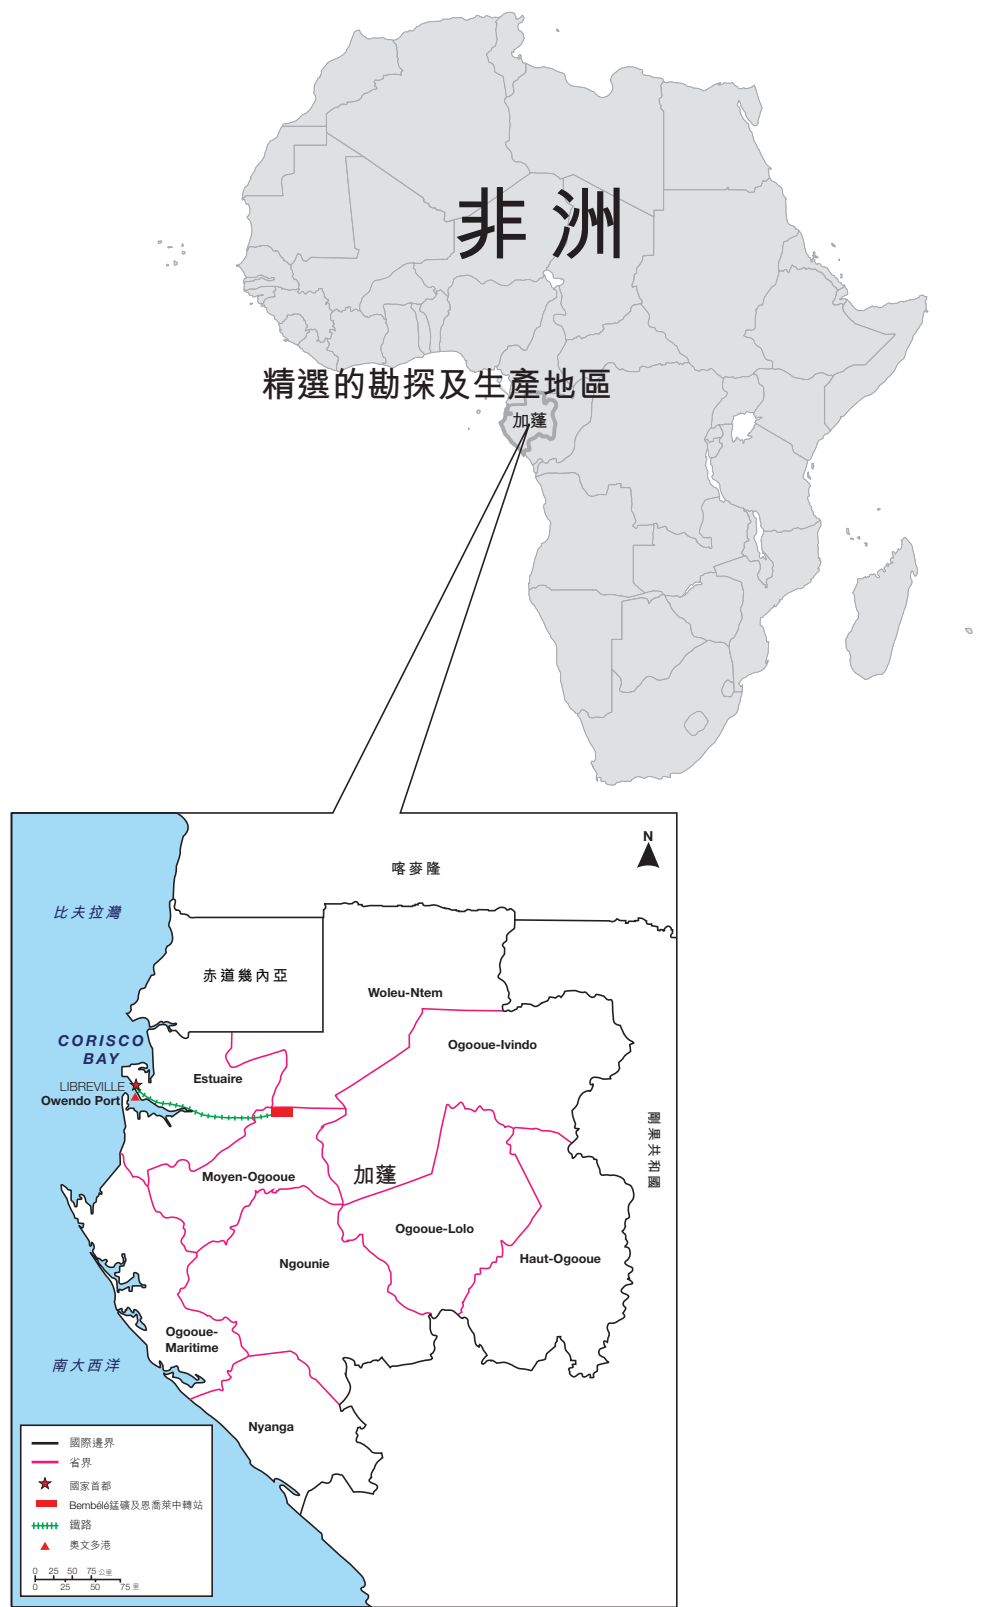 非洲
精選的勘探及生產地區
加蓬
N
喀麥隆
比夫拉灣
赤道幾內亞
Woleu-Ntem
CORISCO
BAY
Ogooue-Ivindo
Estuaire
LIBREVILLE
Owendo Port
剛果共和國
加蓬
Moyen-Ogooue
Ogooue-Lolo
Ngounie
Haut-Ogooue
Ogooue-
Maritime
南大西洋
Nyanga
國際邊界
省界
國家首都
Bembélé錳礦及恩喬萊中轉站
鐵路
奧文多港
0 25 50 75 公里
0 25 50 75 里